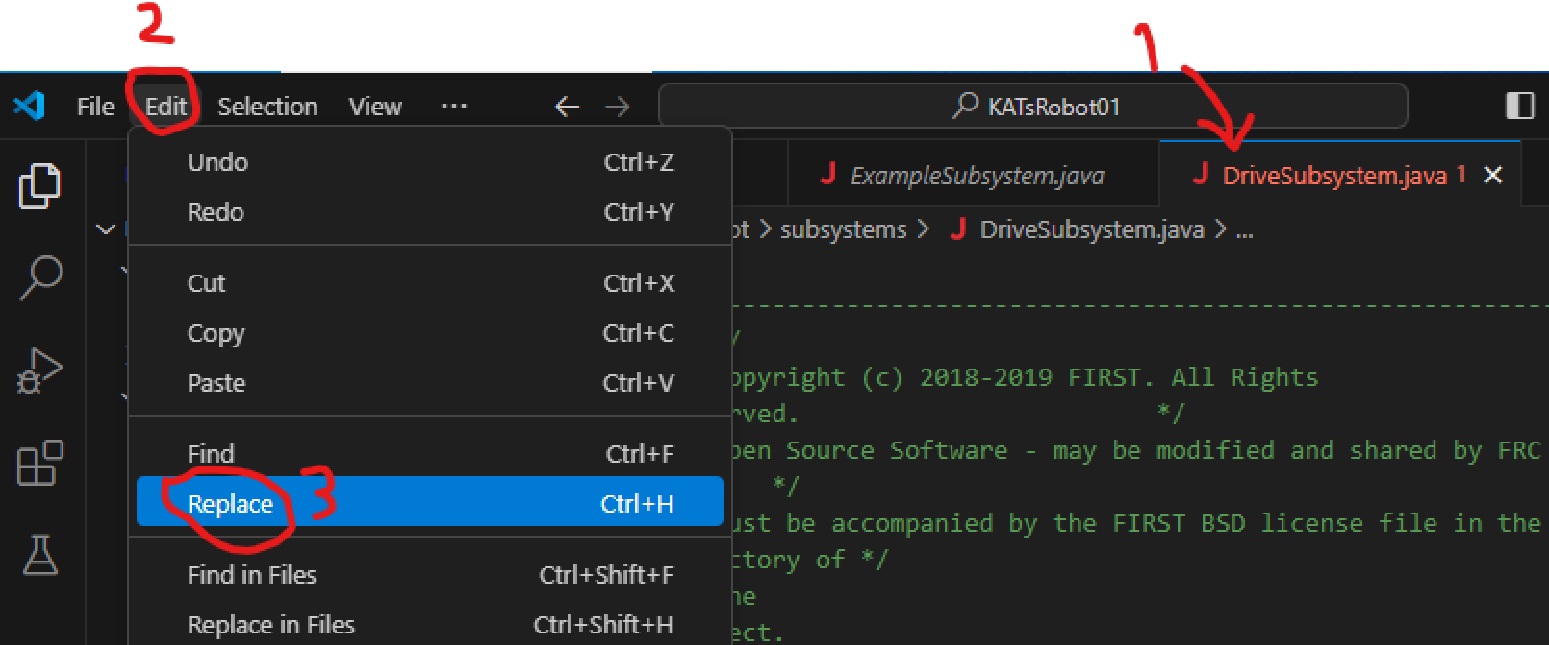 2
1
File Edit Selection View ... KATsRobot01
Undo Ctrl+Z
Redo Ctrl+Y
Cut Ctrl+X
Copy Ctrl+C
Paste Ctrl+V
Find Ctrl+F
Replace 3 Ctrl+H
Find in Files Ctrl+Shift+F
Replace in Files Ctrl+Shift+H
ExampleSubsystem.java
DriveSubsystem.java 1
ot > subsystems > J DriveSubsystem.java > ...
/
opyright (c) 2018-2019 FIRST. All Rights
rved. */
pen Source Software - may be modified and shared by FRC
*/
ust be accompanied by the FIRST BSD license file in the
ctory of */
he
ect.